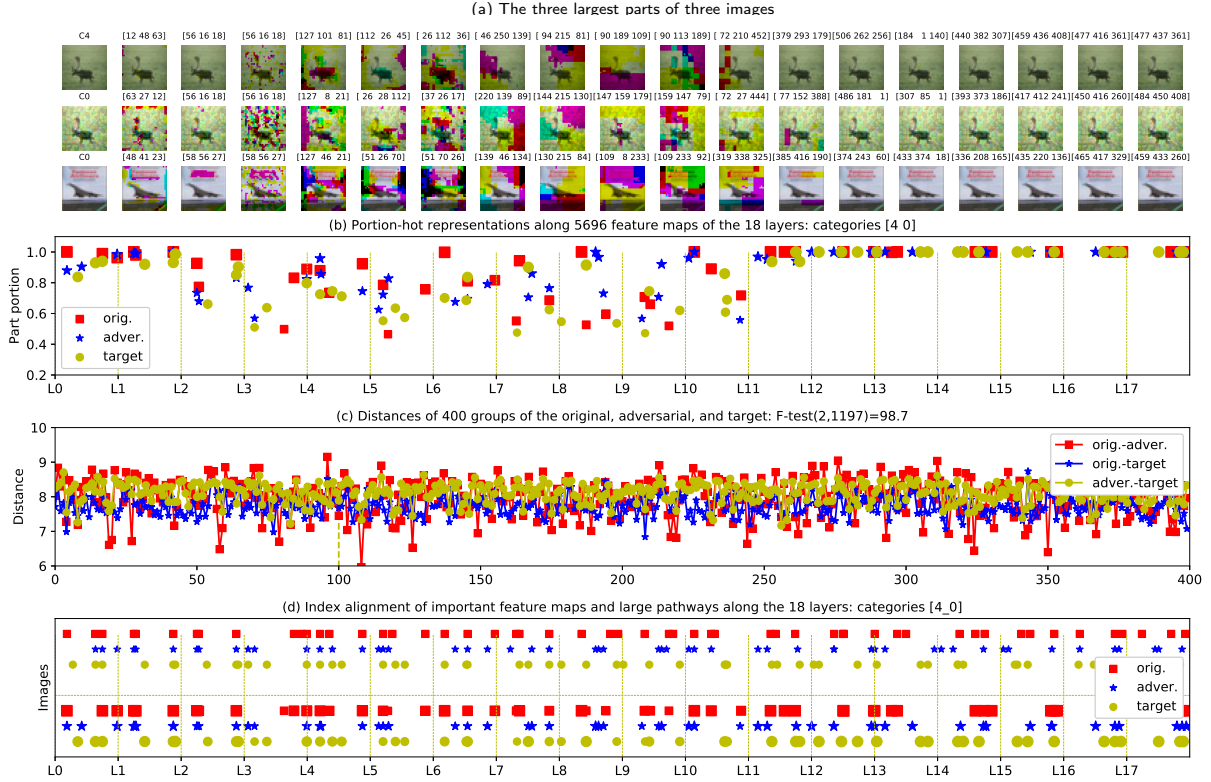 (a) The three largest parts of three images
C4 [12 48 63] [56 16 18] [56 16 18] [127 101 81] [112 26 45] [ 26 112 36] [ 46 250 139] [ 94 215 81] [ 90 189 109] [ 90 113 189] [ 72 210 452] [379 293 179] [506 262 256] [184 1 140] [440 382 307] [459 436 408] [477 416 361] [477 437 361]
C0 [63 27 12] [56 16 18] [56 16 18] [127 8 21] [ 26 28 112] [37 26 17] [220 139 89] [144 215 130] [147 159 179] [159 147 79] [ 72 27 444] [ 77 152 388] [486 181 1] [307 85 1] [393 373 186] [417 412 241] [450 416 260] [484 450 408]
C0 [48 41 23] [58 56 27] [58 56 27] [127 46 21] [51 26 70] [51 70 26] [139 46 134] [130 215 84] [109 8 233] [109 233 92] [319 338 325] [385 416 190] [374 243 60] [433 374 18] [336 208 165] [435 220 136] [465 417 329] [459 433 260]
(b) Portion-hot representations along 5696 feature maps of the 18 layers: categories [4 0]
Part portion
1.0
0.8
0.6
0.4
0.2
orig.
adver.
target
L0 L1 L2 L3 L4 L5 L6 L7 L8 L9 L10 L11 L12 L13 L14 L15 L16 L17
(c) Distances of 400 groups of the original, adversarial, and target: F-test(2,1197)=98.7
Distance
10
9
8
7
6
orig.-adver.
orig.-target
adver.-target
0 50 100 150 200 250 300 350 400
(d) Index alignment of important feature maps and large pathways along the 18 layers: categories [4_0]
Images
orig.
adver.
target
L0 L1 L2 L3 L4 L5 L6 L7 L8 L9 L10 L11 L12 L13 L14 L15 L16 L17